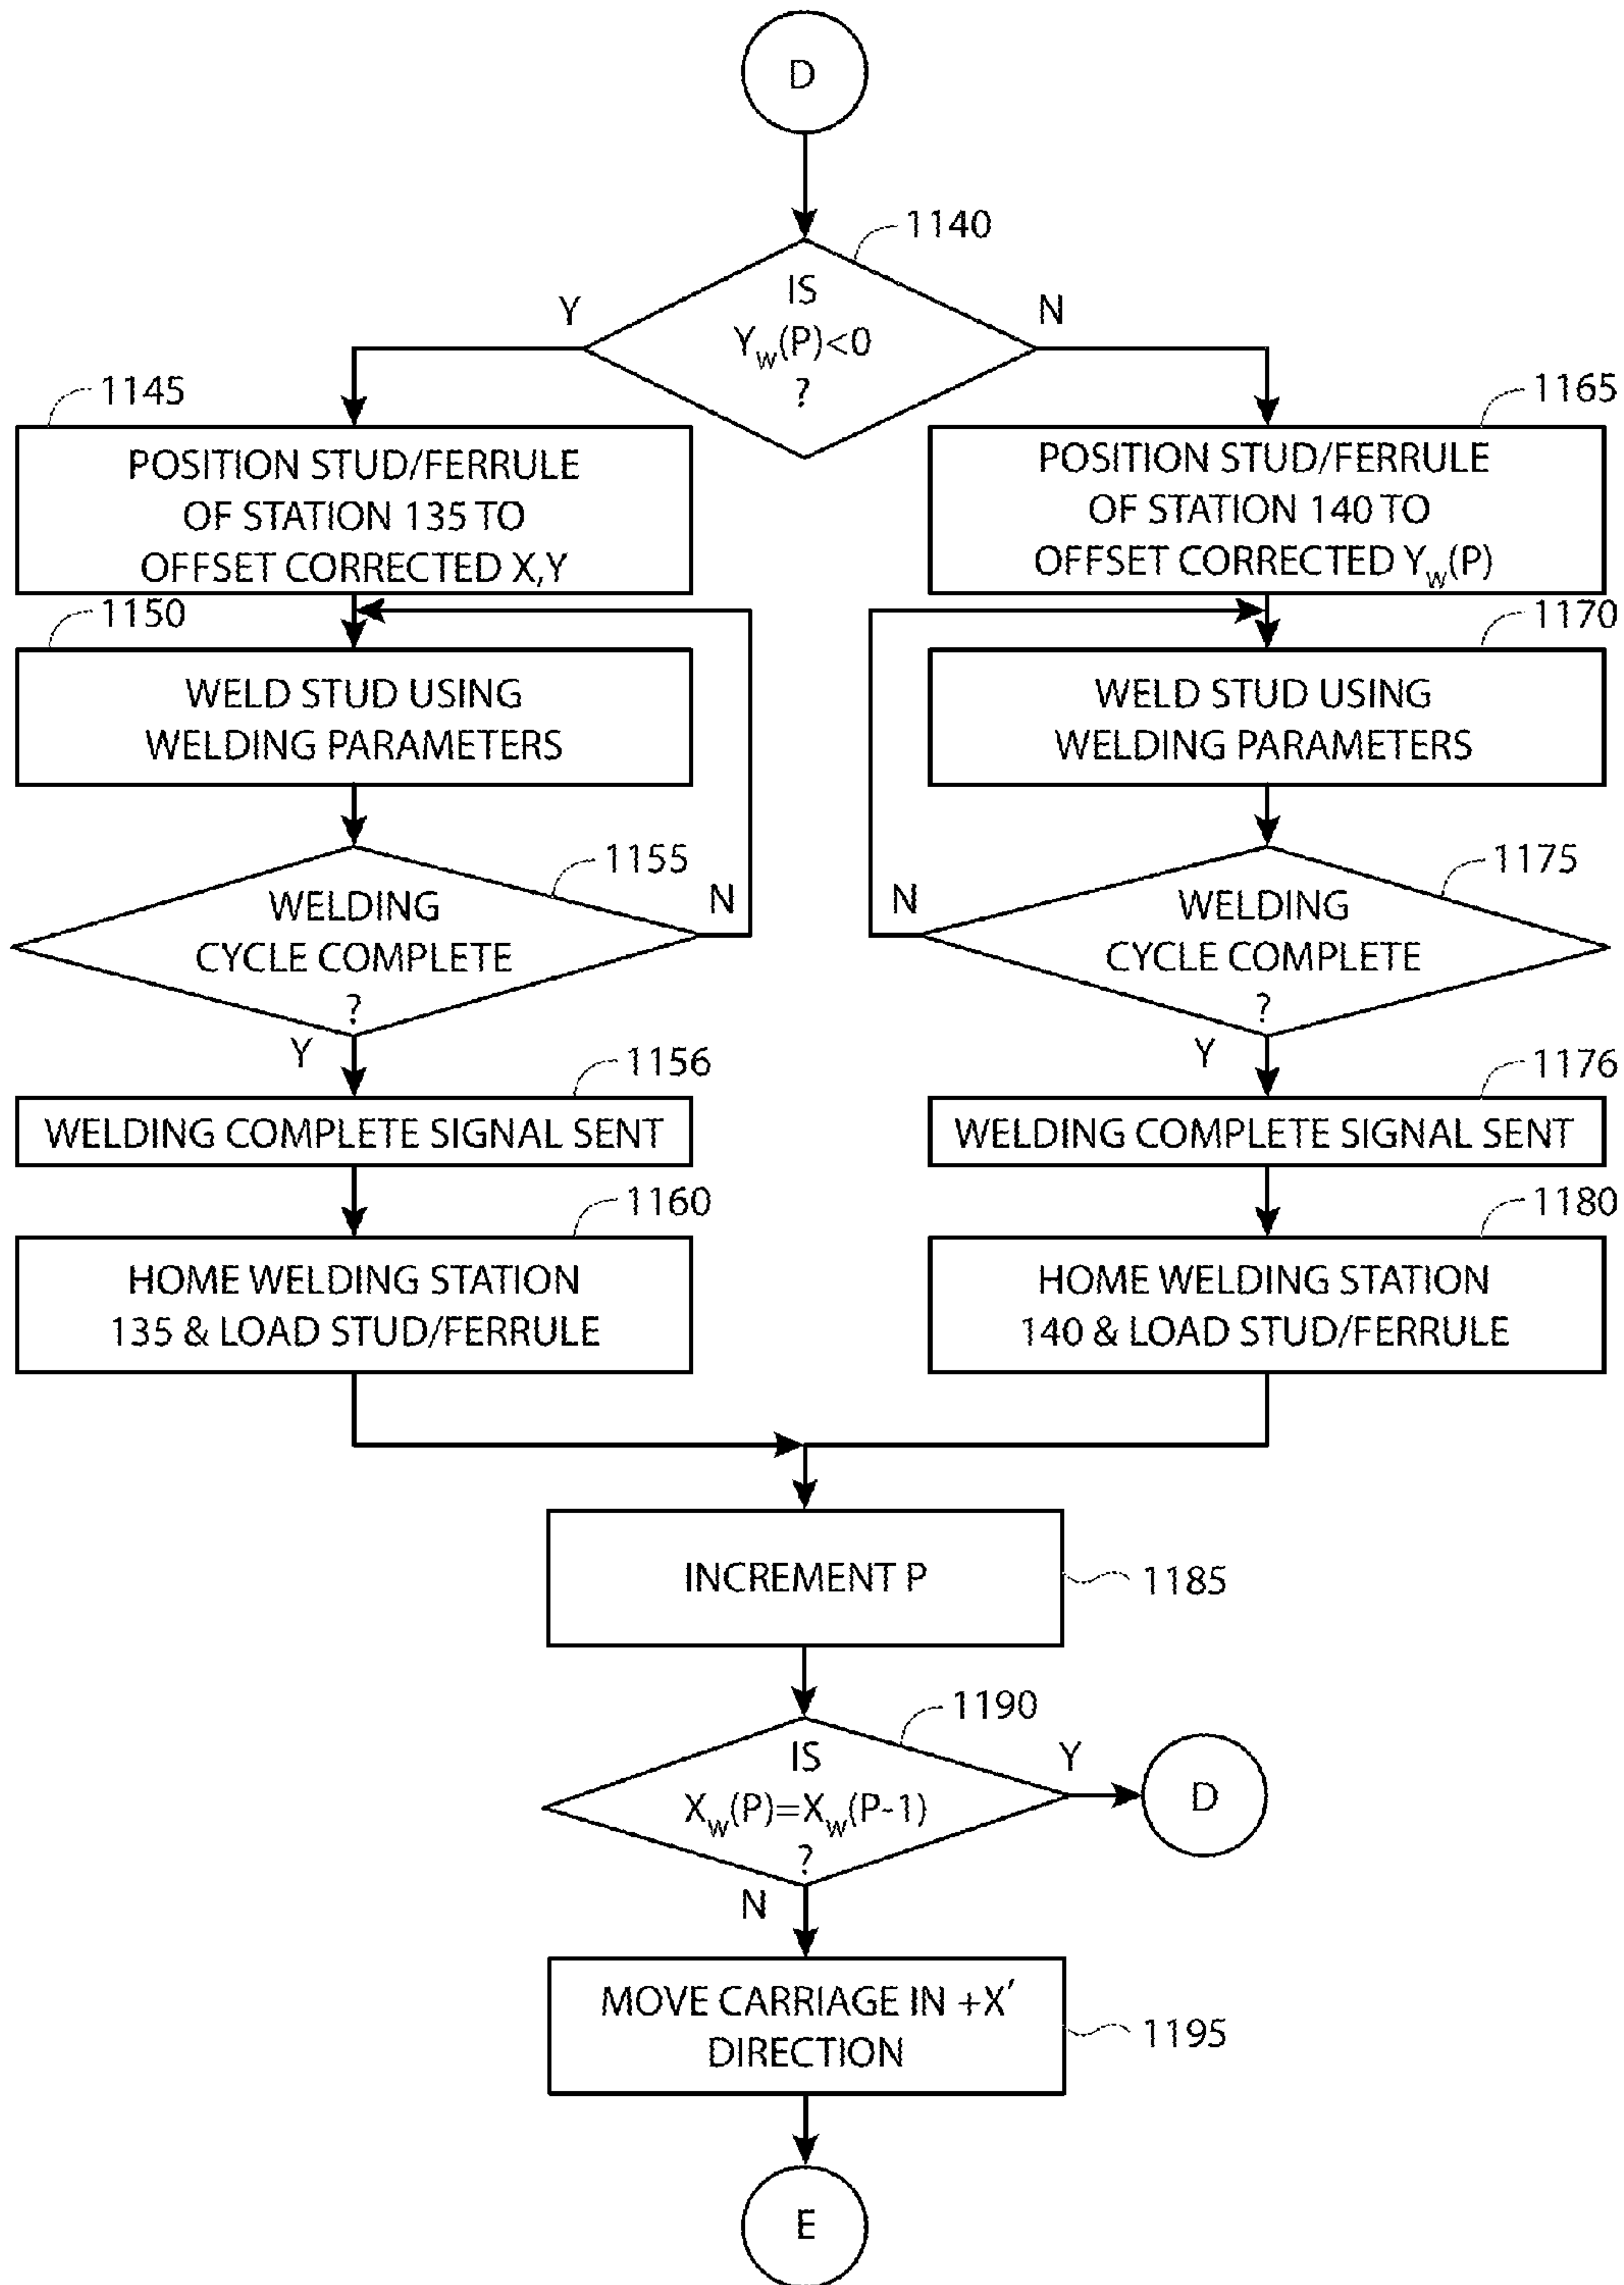 D
1140
IS
Y_w(P)<0
?
Y
N
1145
POSITION STUD/FERRULE
OF STATION 135 TO
OFFSET CORRECTED X,Y
1165
POSITION STUD/FERRULE
OF STATION 140 TO
OFFSET CORRECTED Y_w(P)
1150
WELD STUD USING
WELDING PARAMETERS
1170
WELD STUD USING
WELDING PARAMETERS
1155
WELDING
CYCLE COMPLETE
?
N
Y
1175
WELDING
CYCLE COMPLETE
?
N
Y
1156
WELDING COMPLETE SIGNAL SENT
1176
WELDING COMPLETE SIGNAL SENT
1160
HOME WELDING STATION
135 & LOAD STUD/FERRULE
1180
HOME WELDING STATION
140 & LOAD STUD/FERRULE
INCREMENT P
1185
1190
IS
X_w(P)=X_w(P-1)
?
Y
D
N
MOVE CARRIAGE IN +X'
DIRECTION
1195
E